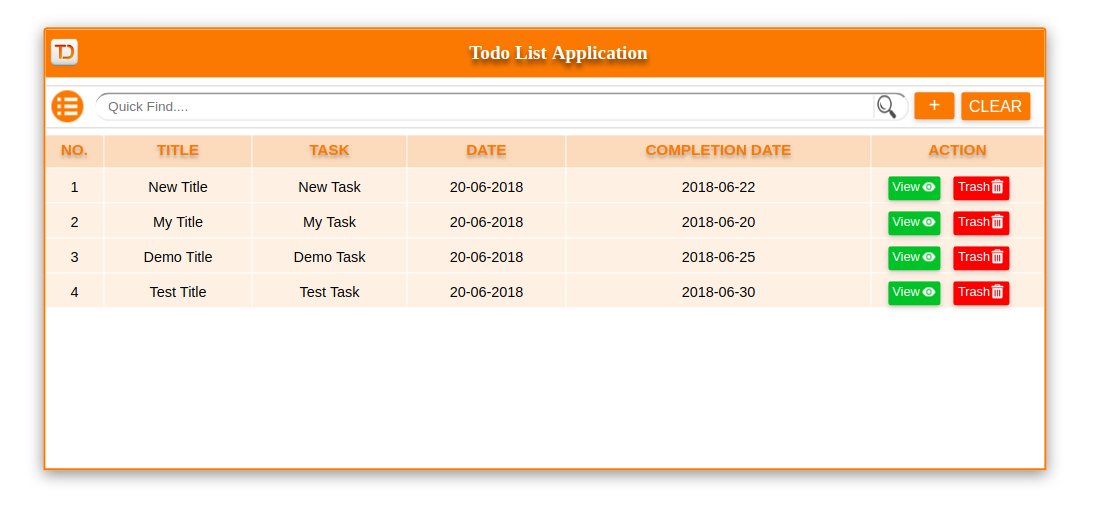 TD Todo List Application
Quick Find.... + CLEAR
NO. TITLE TASK DATE COMPLETION DATE ACTION
1 New Title New Task 20-06-2018 2018-06-22 View Trash
2 My Title My Task 20-06-2018 2018-06-20 View Trash
3 Demo Title Demo Task 20-06-2018 2018-06-25 View Trash
4 Test Title Test Task 20-06-2018 2018-06-30 View Trash